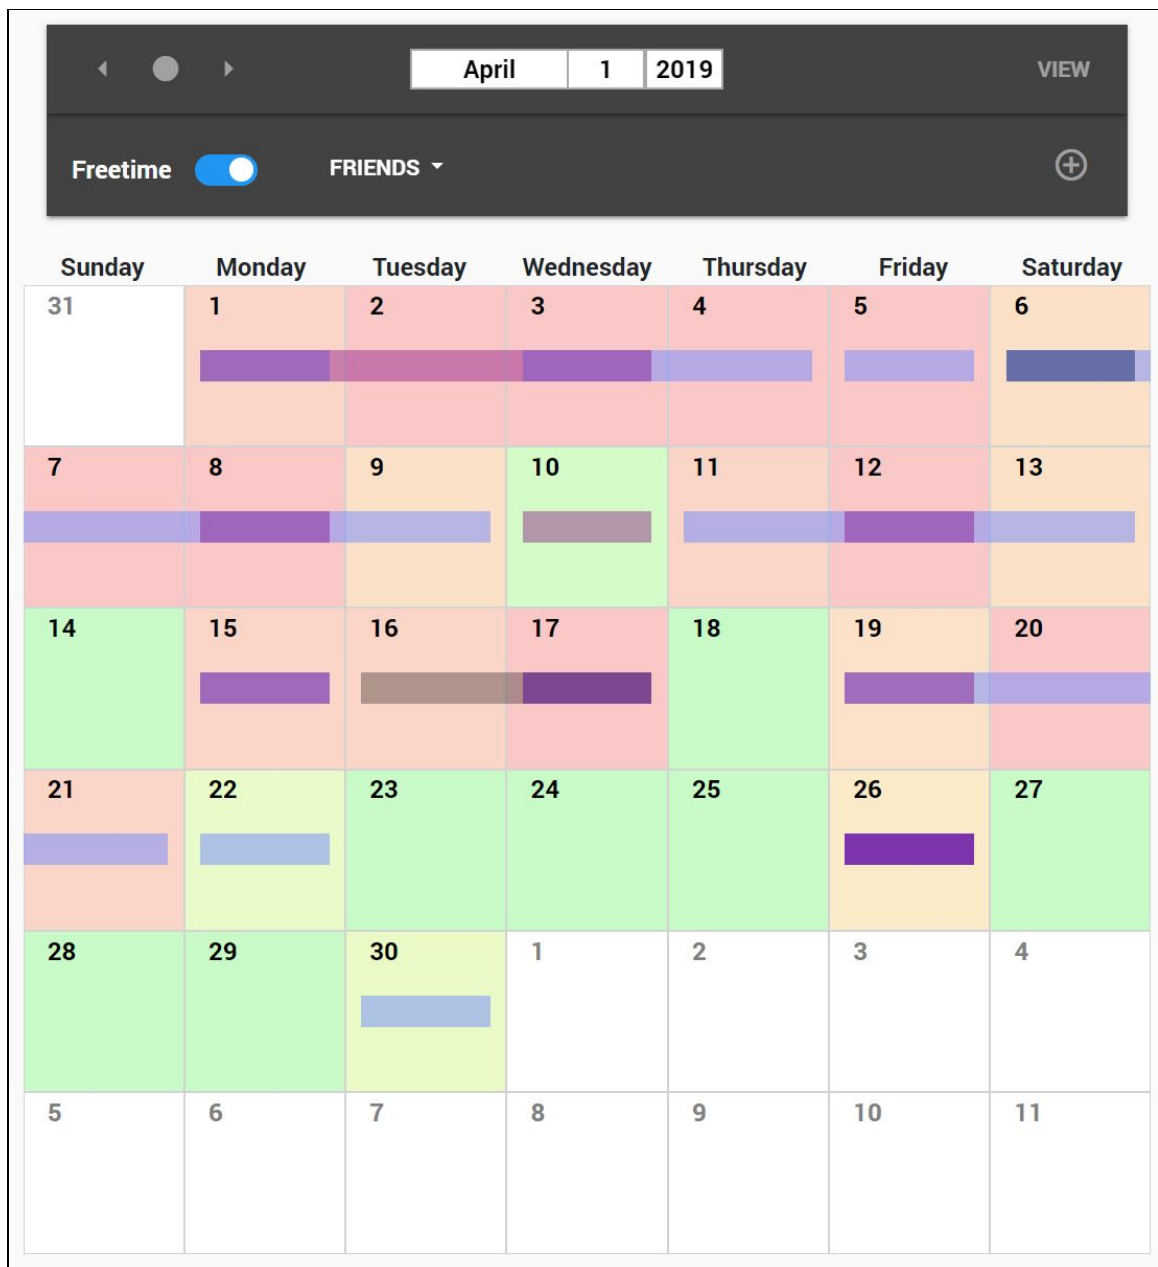 April 1 2019 VIEW
Freetime FRIENDS
Sunday Monday Tuesday Wednesday Thursday Friday Saturday
31 1 2 3 4 5 6
7 8 9 10 11 12 13
14 15 16 17 18 19 20
21 22 23 24 25 26 27
28 29 30 1 2 3 4
5 6 7 8 9 10 11